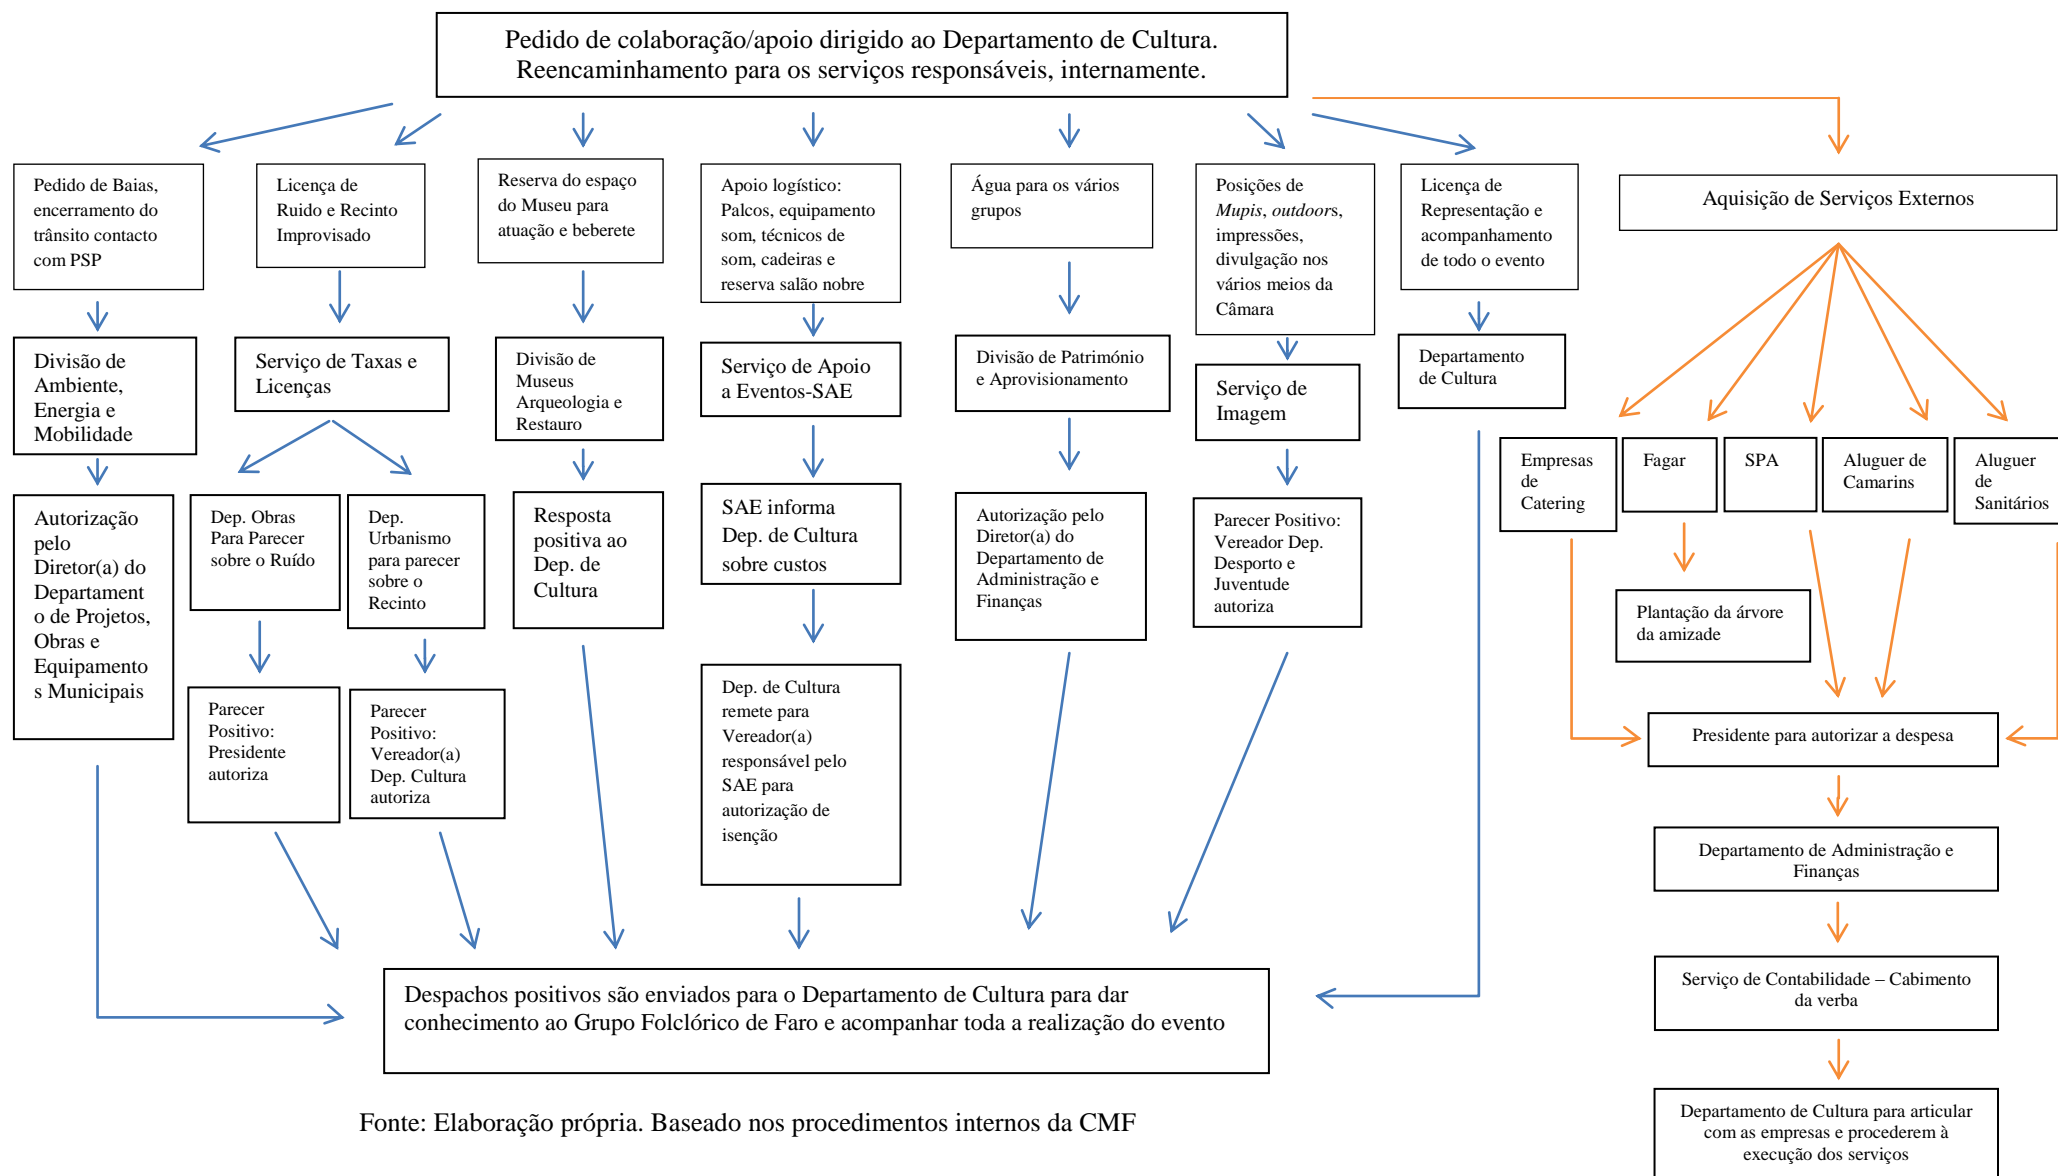 Pedido de colaboração/apoio dirigido ao Departamento de Cultura.
Reencaminhamento para os serviços responsáveis, internamente.
Pedido de Baias,
encerramento do
trânsito contacto
com PSP
Licença de
Ruido e Recinto
Improvisado
Reserva do espaço
do Museu para
atuação e beberete
Apoio logístico:
Palcos, equipamento
som, técnicos de
som, cadeiras e
reserva salão nobre
Água para os vários
grupos
Posições de
Mupis, outdoors,
impressões,
divulgação nos
vários meios da
Câmara
Licença de
Representação e
acompanhamento
de todo o evento
Aquisição de Serviços Externos
Divisão de
Ambiente,
Energia e
Mobilidade
Serviço de Taxas e
Licenças
Divisão de
Museus
Arqueologia e
Restauro
Serviço de Apoio
a Eventos-SAE
Divisão de Património
e Aprovisionamento
Serviço de
Imagem
Departamento
de Cultura
Empresas
de
Catering
Fagar
SPA
Aluguer de
Camarins
Aluguer
de
Sanitários
Autorização
pelo
Diretor(a) do
Departament
o de Projetos,
Obras e
Equipamento
s Municipais
Dep. Obras
Para Parecer
sobre o Ruído
Dep.
Urbanismo
para parecer
sobre o
Recinto
Resposta
positiva ao
Dep. de
Cultura
SAE informa
Dep. de Cultura
sobre custos
Autorização pelo
Diretor(a) do
Departamento de
Administração e
Finanças
Parecer Positivo:
Vereador Dep.
Desporto e
Juventude
autoriza
Plantação da árvore
da amizade
Parecer
Positivo:
Presidente
autoriza
Parecer
Positivo:
Vereador(a)
Dep. Cultura
autoriza
Dep. de Cultura
remete para
Vereador(a)
responsável pelo
SAE para
autorização de
isenção
Presidente para autorizar a despesa
Departamento de Administração e
Finanças
Serviço de Contabilidade – Cabimento
da verba
Departamento de Cultura para articular
com as empresas e procederem à
execução dos serviços
Despachos positivos são enviados para o Departamento de Cultura para dar
conhecimento ao Grupo Folclórico de Faro e acompanhar toda a realização do evento
Fonte: Elaboração própria. Baseado nos procedimentos internos da CMF